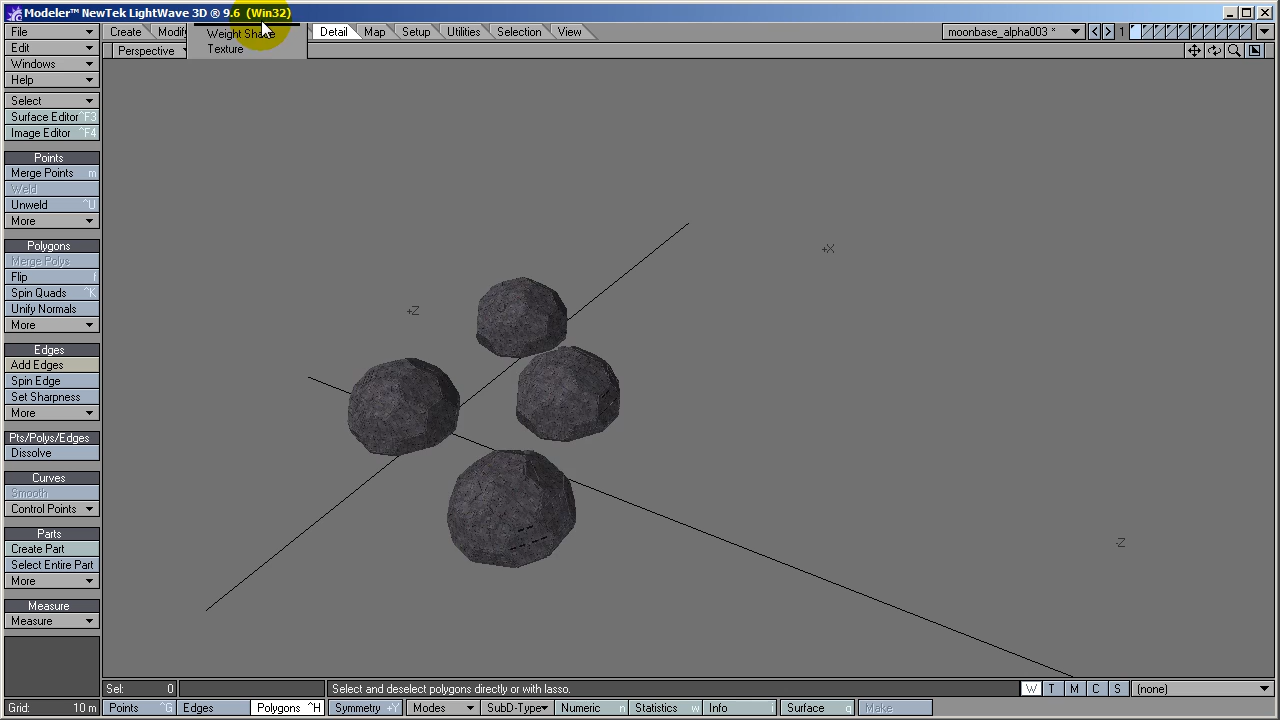 Modeler™ NewTek LightWave 3D ® 9.6 (Win32)
File
Create
Detail Map Setup Utilities Selection View
moonbase_alpha003 *
1
Edit
Weight Shade
Texture
Perspective
Windows
Help
Select
Surface Editor ^F3
Image Editor ^F4
Points
Merge Points m
Weld
Unweld ^U
More
Polygons
Merge Polys
Flip f
Spin Quads ^K
Unify Normals
More
Edges
Add Edges
Spin Edge
Set Sharpness
More
Pts/Polys/Edges
Dissolve
Curves
Smooth
Control Points
Parts
Create Part
Select Entire Part
More
Measure
Measure
+X
+Z
-Z
Sel: 0
Select and deselect polygons directly or with lasso.
W T M C S (none)
Grid: 10 m
Points ^G Edges Polygons ^H Symmetry +Y Modes SubD-Type Numeric n Statistics w Info i Surface q Make